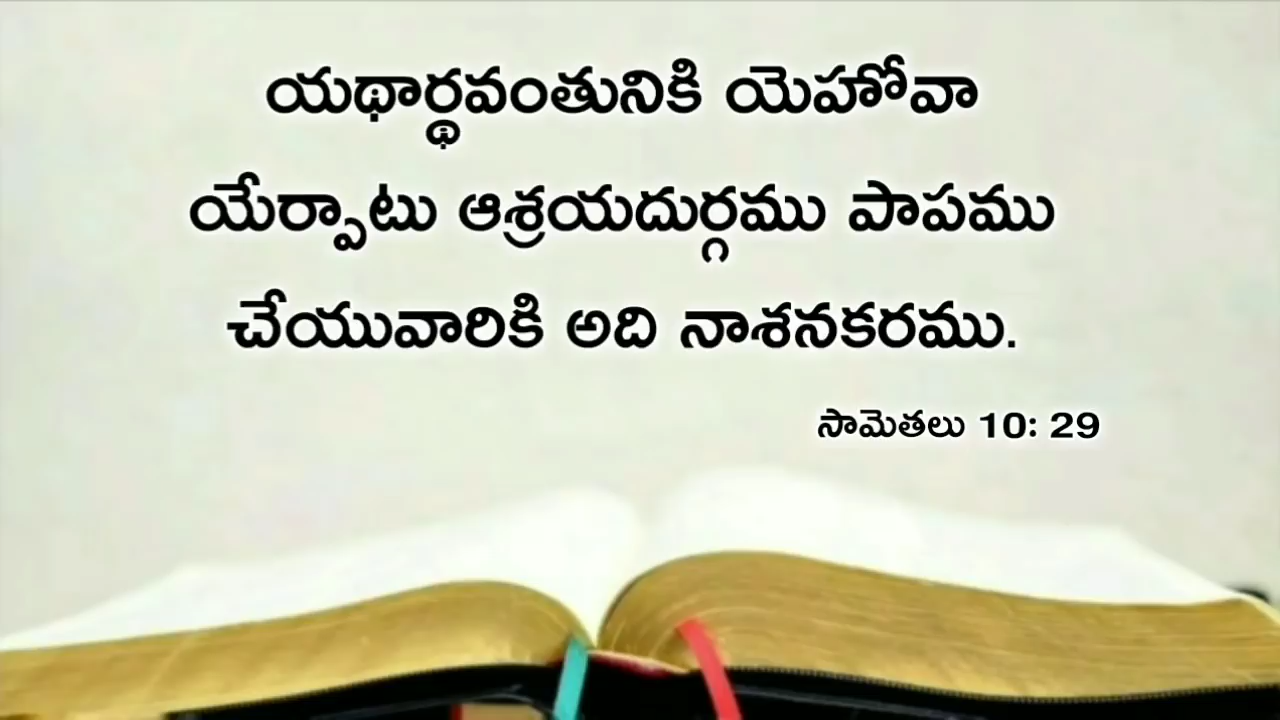 యథార్థవంతునికి యెహోవా
యేర్పాటు ఆశ్రయదుర్గము పాపము
చేయువారికి అది నాశనకరము.
సామెతలు 10: 29